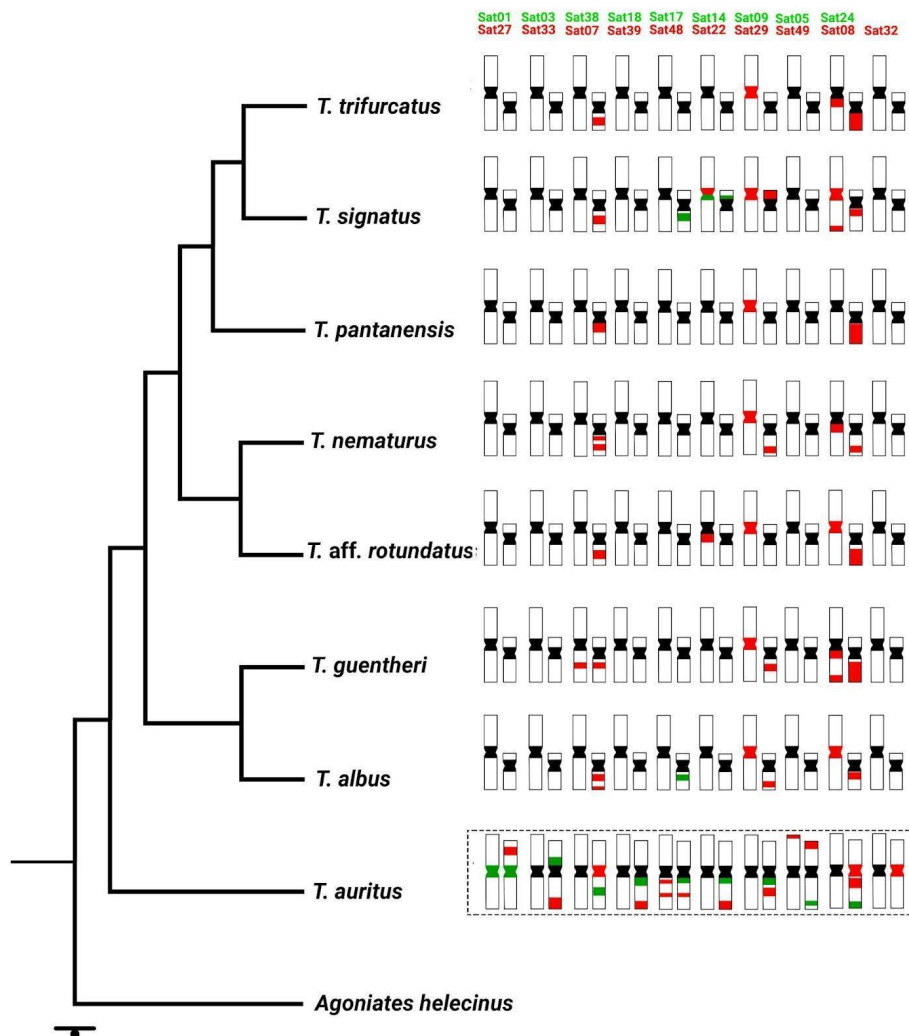 Sat01 Sat03 Sat38 Sat18 Sat17 Sat14 Sat09 Sat05 Sat24
Sat27 Sat33 Sat07 Sat39 Sat48 Sat22 Sat29 Sat49 Sat08 Sat32
T. trifurcatus
T. signatus
T. pantanensis
T. nematurus
T. aff. rotundatus
T. guentheri
T. albus
T. auritus
Agoniates helecinus